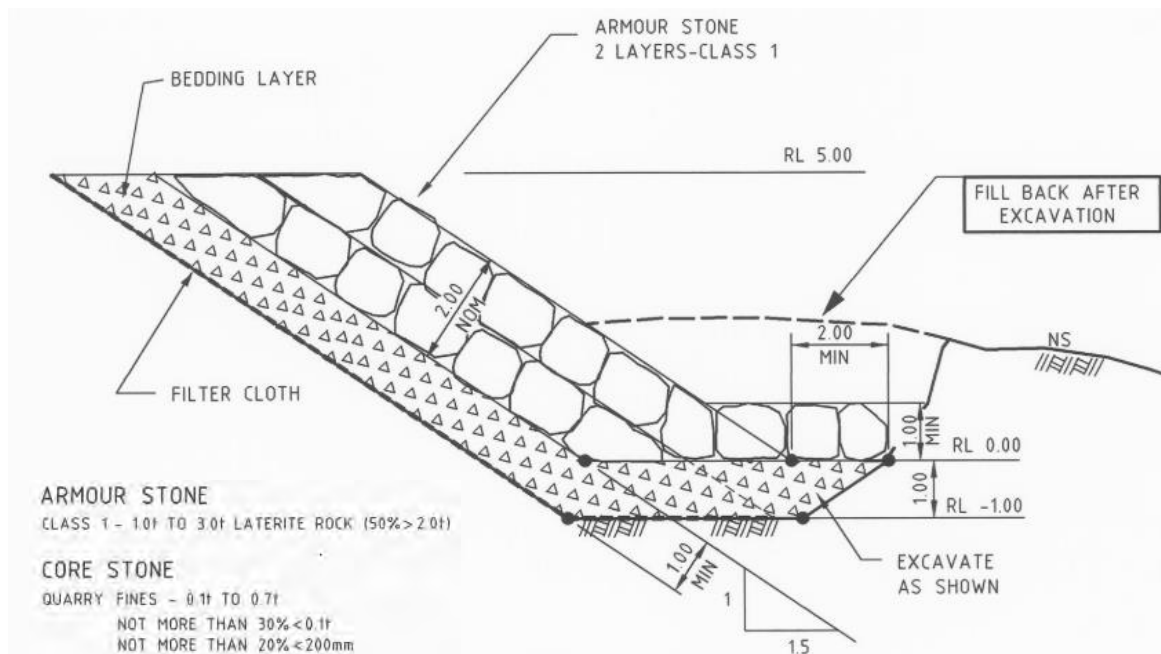 ARMOUR STONE
2 LAYERS-CLASS 1
BEDDING LAYER
RL 5.00
FILL BACK AFTER
EXCAVATION
2.00
NOM
2.00
MIN
NS
FILTER CLOTH
1.00
MIN
RL 0.00
1.00
RL -1.00
ARMOUR STONE
CLASS 1 - 1.0t TO 3.0t LATERITE ROCK (50%>2.0t)
EXCAVATE
AS SHOWN
1.00
MIN
1
1.5
CORE STONE
QUARRY FINES - 0.1t TO 0.7t
NOT MORE THAN 30%<0.1t
NOT MORE THAN 20%<200mm